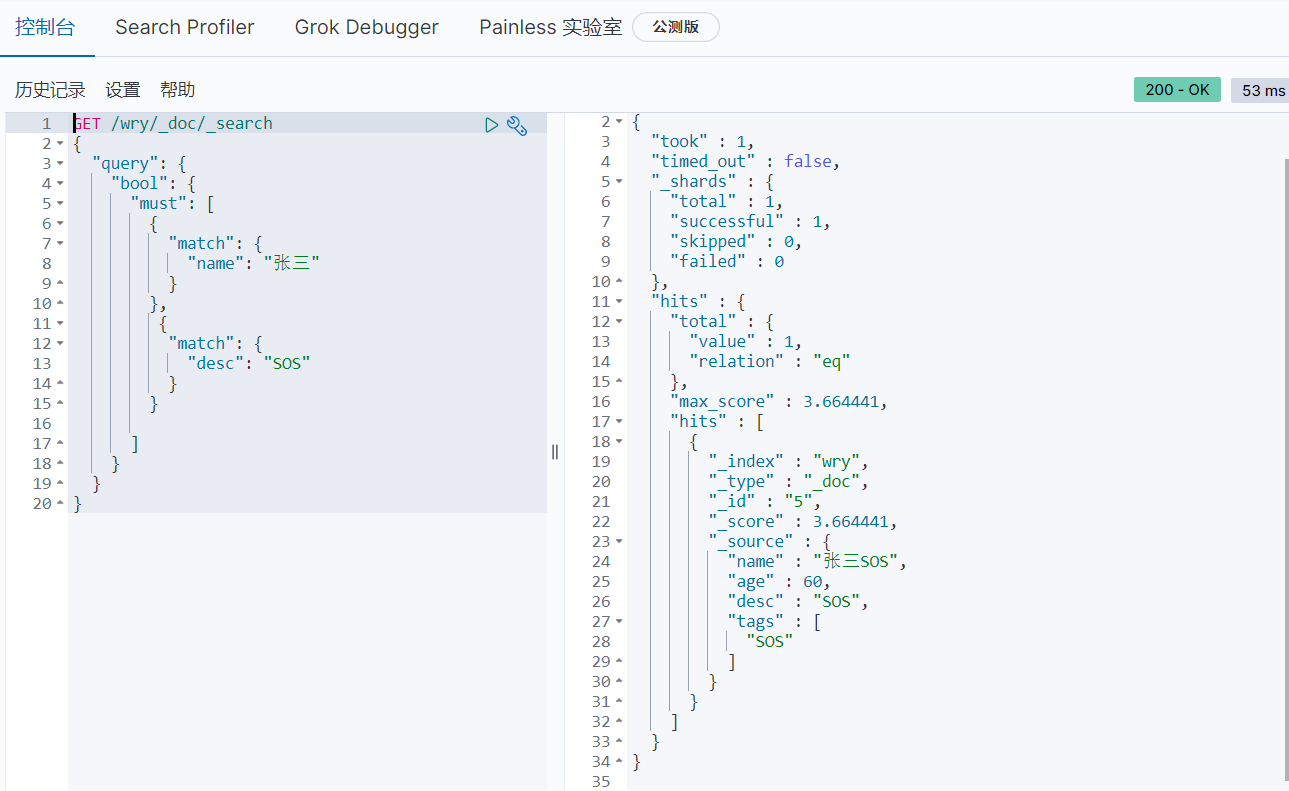 控制台 Search Profiler Grok Debugger Painless 实验室 公测版
历史记录 设置 帮助 200 - OK 53 ms
1 GET /wry/_doc/_search
2 {
3 "query": {
4 "bool": {
5 "must": [
6 {
7 "match": {
8 "name": "张三"
9 }
10 },
11 {
12 "match": {
13 "desc": "SOS"
14 }
15 }
16
17 ]
18 }
19 }
20 }
2 {
3 "took" : 1,
4 "timed_out" : false,
5 "_shards" : {
6 "total" : 1,
7 "successful" : 1,
8 "skipped" : 0,
9 "failed" : 0
10 },
11 "hits" : {
12 "total" : {
13 "value" : 1,
14 "relation" : "eq"
15 },
16 "max_score" : 3.664441,
17 "hits" : [
18 {
19 "_index" : "wry",
20 "_type" : "_doc",
21 "_id" : "5",
22 "_score" : 3.664441,
23 "_source" : {
24 "name" : "张三SOS",
25 "age" : 60,
26 "desc" : "SOS",
27 "tags" : [
28 "SOS"
29 ]
30 }
31 }
32 ]
33 }
34 }
35